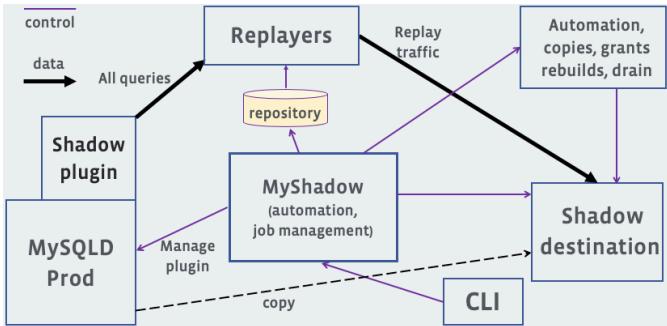 control
data
All queries
Replayers
Replay
traffic
Automation,
copies, grants
rebuilds, drain
repository
Shadow
plugin
MyShadow
(automation,
job management)
Shadow
destination
MySQLD
Prod
Manage
plugin
copy
CLI